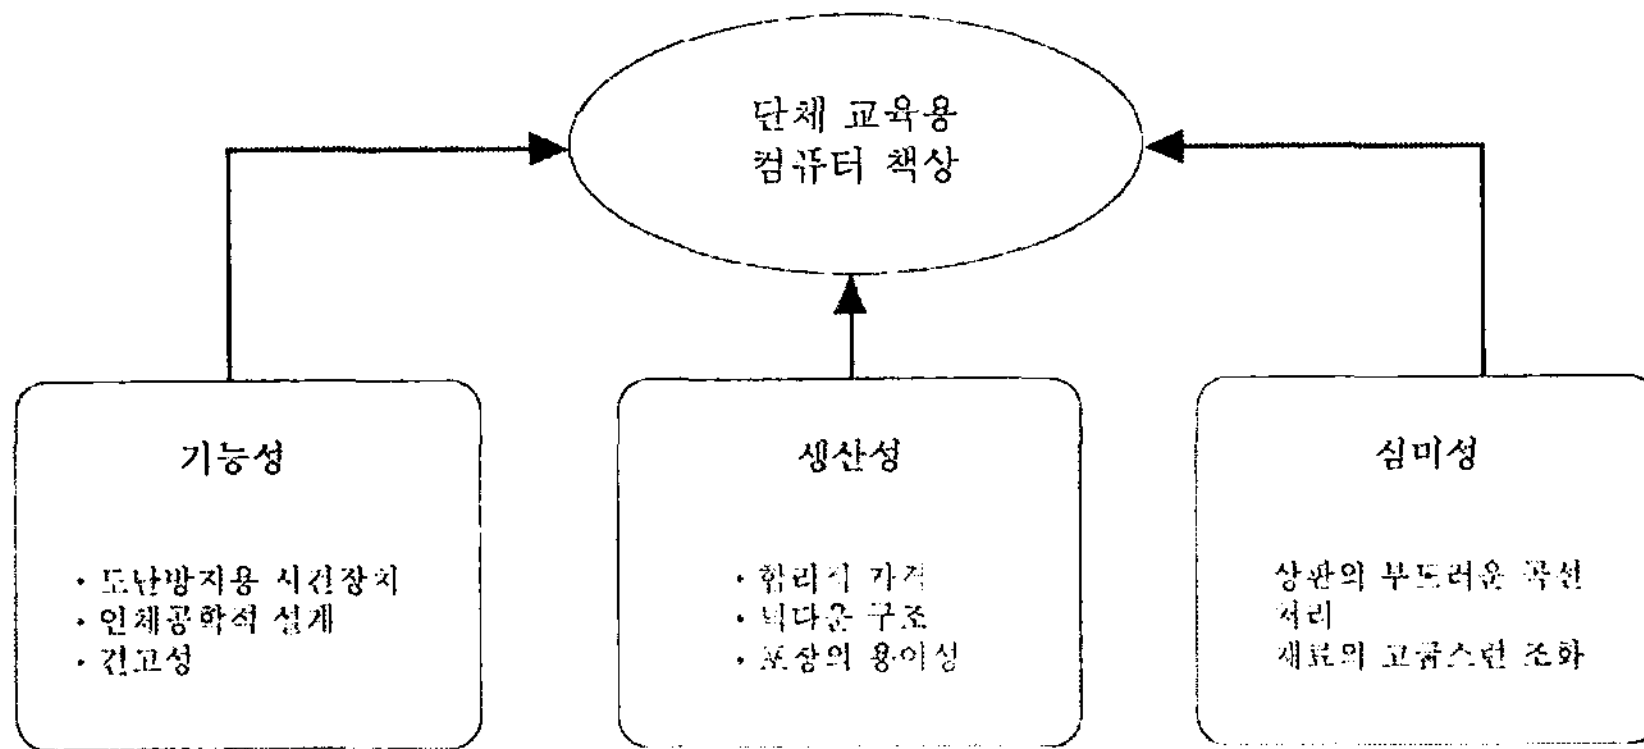 단체 교육용
컴퓨터 책상
기능성
· 도난방지용 시건장치
· 인체공학적 설계
· 견고성
생산성
· 합리적 가격
· 넉다운 구조
· 포장의 용이성
심미성
상판의 부드러운 곡선
처리
재료의 고급스런 조화